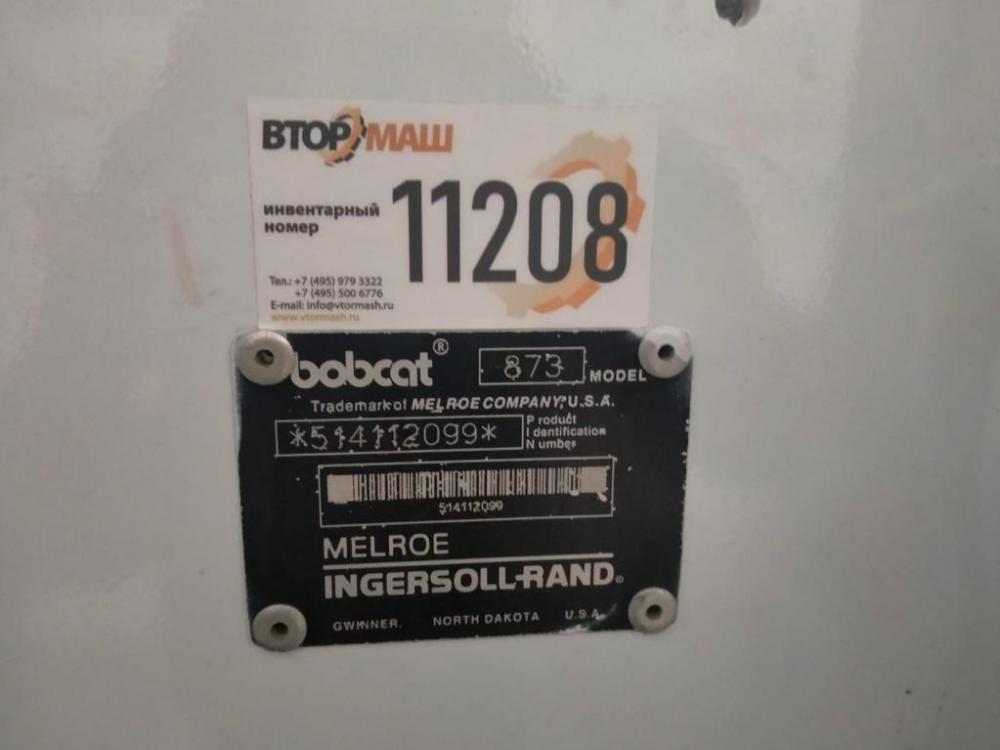 ВТОРМАШ
инвентарный
номер
11208
Тел.: +7 (495) 979 3322
+7 (495) 500 6776
E-mail: info@vtormash.ru
www.vtormash.ru
bobcat® 873 MODEL
Trademark of MELROE COMPANY, U.S.A.
*514112099* Product
Identification
Number
514112099
MELROE
INGERSOLL-RAND®
GWINNER. NORTH DAKOTA U.S.A.